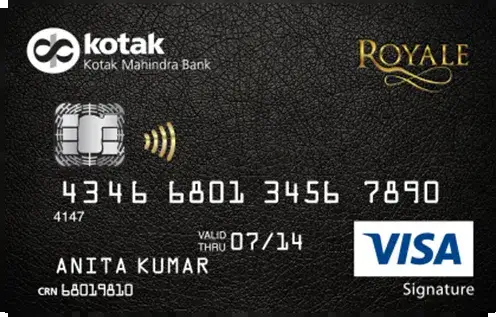 kotak
Kotak Mahindra Bank
ROYALE
4346 6801 3456 7890
4147
VALID THRU 07/14
ANITA KUMAR
CRN 68019810
VISA
Signature